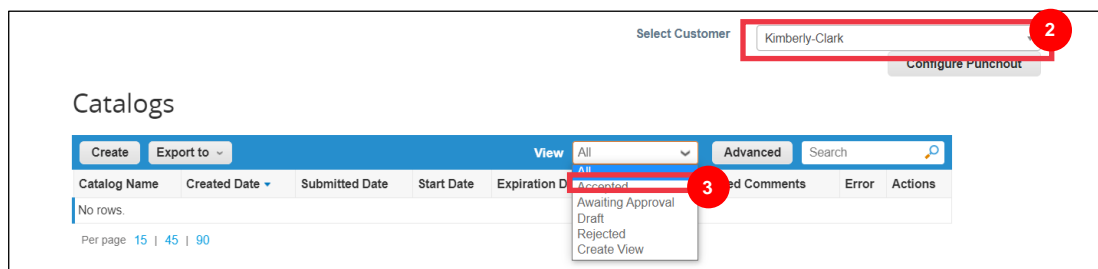 Select Customer Kimberly-Clark 2
Configure Punchout
Catalogs
Create Export to View All Advanced Search
All
Catalog Name Created Date Submitted Date Start Date Expiration D Accepted 3 ed Comments Error Actions
No rows.
Awaiting Approval
Draft
Rejected
Create View
Per page 15 | 45 | 90